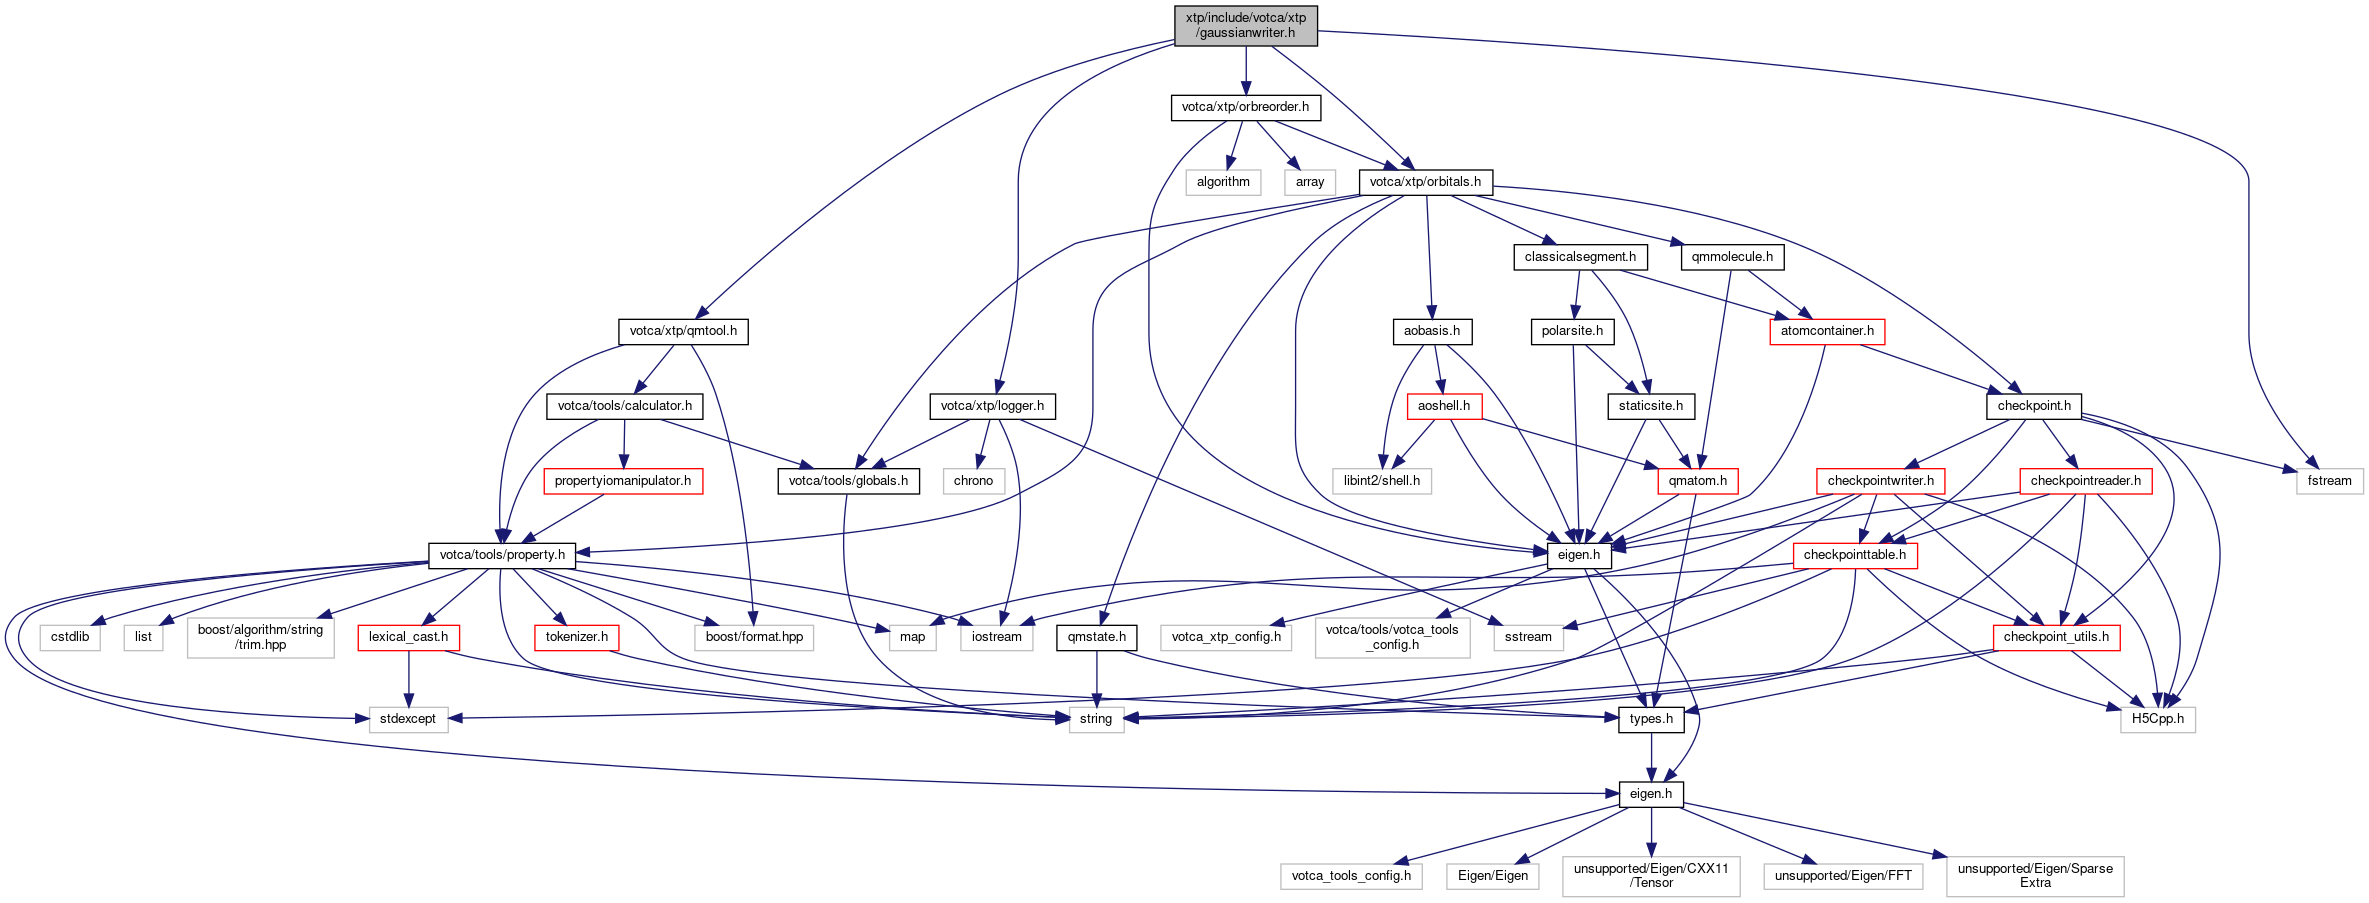 xtp/include/votca/xtp
/gaussianwriter.h
votca/xtp/orbreorder.h
algorithm
array
votca/xtp/orbitals.h
classicalsegment.h
qmmolecule.h
votca/xtp/qmtool.h
aobasis.h
polarsite.h
atomcontainer.h
votca/tools/calculator.h
votca/xtp/logger.h
aoshell.h
staticsite.h
checkpoint.h
propertyiomanipulator.h
votca/tools/globals.h
chrono
libint2/shell.h
qmatom.h
checkpointwriter.h
checkpointreader.h
fstream
votca/tools/property.h
eigen.h
checkpointtable.h
cstdlib
list
boost/algorithm/string
/trim.hpp
lexical_cast.h
tokenizer.h
boost/format.hpp
map
iostream
qmstate.h
votca_xtp_config.h
votca/tools/votca_tools
_config.h
sstream
checkpoint_utils.h
stdexcept
string
types.h
H5Cpp.h
eigen.h
votca_tools_config.h
Eigen/Eigen
unsupported/Eigen/CXX11
/Tensor
unsupported/Eigen/FFT
unsupported/Eigen/Sparse
Extra